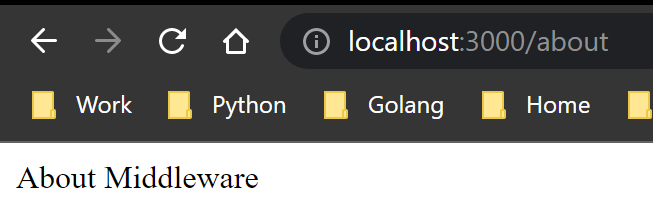 localhost:3000/about
Work Python Golang Home
About Middleware